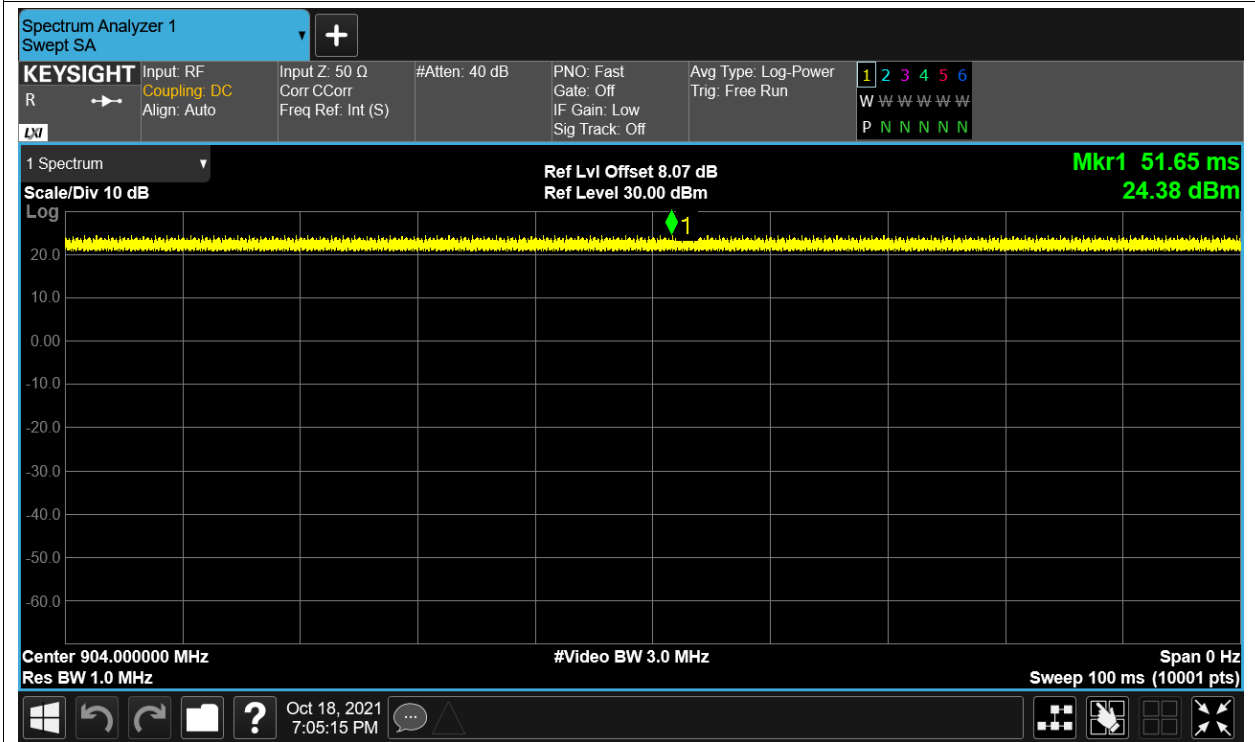 Spectrum Analyzer 1
Swept SA
KEYSIGHT
R
LXI
Input: RF
Coupling: DC
Align: Auto
Input Z: 50 Ω
Corr CCorr
Freq Ref: Int (S)
#Atten: 40 dB
PNO: Fast
Gate: Off
IF Gain: Low
Sig Track: Off
Avg Type: Log-Power
Trig: Free Run
1 2 3 4 5 6
W W W W W W
P N N N N N
1 Spectrum
Scale/Div 10 dB
Log
Ref Lvl Offset 8.07 dB
Ref Level 30.00 dBm
Mkr1 51.65 ms
24.38 dBm
1
20.0
10.0
0.00
-10.0
-20.0
-30.0
-40.0
-50.0
-60.0
Center 904.000000 MHz
Res BW 1.0 MHz
#Video BW 3.0 MHz
Span 0 Hz
Sweep 100 ms (10001 pts)
?
Oct 18, 2021
7:05:15 PM